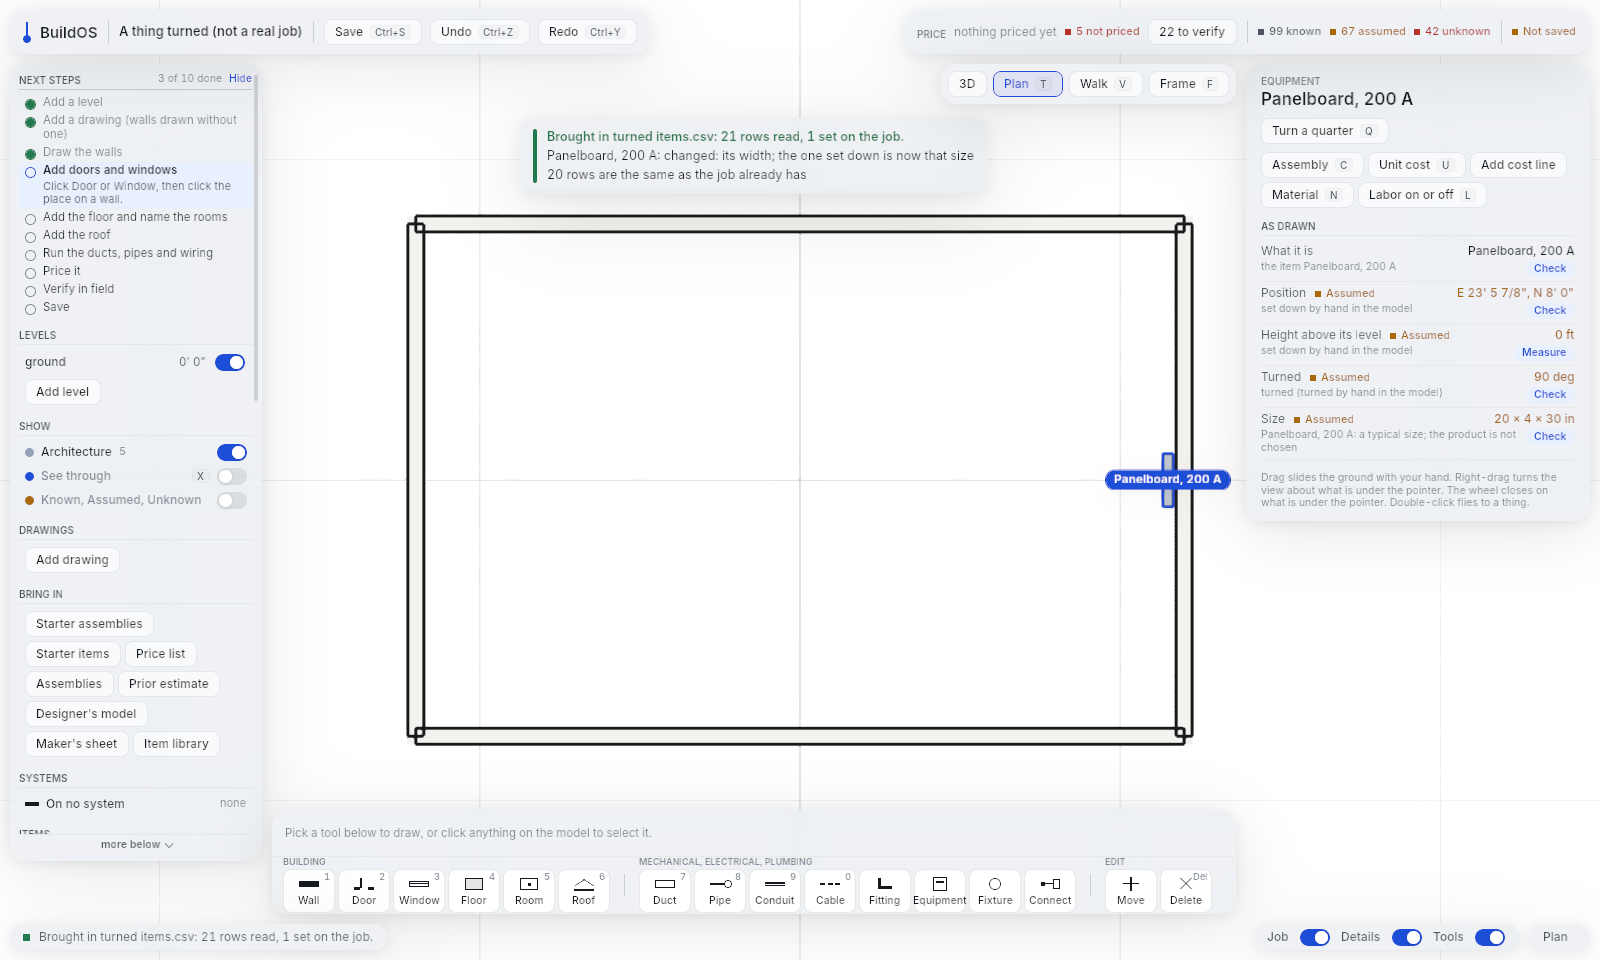 BuildOS
A thing turned (not a real job)
Save Ctrl+S
Undo Ctrl+Z
Redo Ctrl+Y
PRICE nothing priced yet 5 not priced
22 to verify
99 known 67 assumed 42 unknown
Not saved
3D
Plan T
Walk V
Frame F
NEXT STEPS 3 of 10 done Hide
Add a level
Add a drawing (walls drawn without
one)
Draw the walls
Add doors and windows
Click Door or Window, then click the
place on a wall.
Add the floor and name the rooms
Add the roof
Run the ducts, pipes and wiring
Price it
Verify in field
Save
LEVELS
ground 0' 0"
Add level
SHOW
Architecture 5
See through X
Known, Assumed, Unknown
DRAWINGS
Add drawing
BRING IN
Starter assemblies
Starter items Price list
Assemblies Prior estimate
Designer's model
Maker's sheet Item library
SYSTEMS
On no system none
ITEMS
more below
Brought in turned items.csv: 21 rows read, 1 set on the job.
Panelboard, 200 A: changed: its width; the one set down is now that size
20 rows are the same as the job already has
Panelboard, 200 A
EQUIPMENT
Panelboard, 200 A
Turn a quarter Q
Assembly C Unit cost U Add cost line
Material N Labor on or off L
AS DRAWN
What it is Panelboard, 200 A
the item Panelboard, 200 A Check
Position Assumed E 23' 5 7/8", N 8' 0"
set down by hand in the model Check
Height above its level Assumed 0 ft
set down by hand in the model Measure
Turned Assumed 90 deg
turned (turned by hand in the model) Check
Size Assumed 20 × 4 × 30 in
Panelboard, 200 A: a typical size; the product is not Check
chosen
Drag slides the ground with your hand. Right-drag turns the
view about what is under the pointer. The wheel closes on
what is under the pointer. Double-click flies to a thing.
Pick a tool below to draw, or click anything on the model to select it.
BUILDING
1 Wall
2 Door
3 Window
4 Floor
5 Room
6 Roof
MECHANICAL, ELECTRICAL, PLUMBING
7 Duct
8 Pipe
9 Conduit
0 Cable
Fitting
Equipment
Fixture
Connect
EDIT
Move
Del Delete
Brought in turned items.csv: 21 rows read, 1 set on the job.
Job Details Tools
Plan